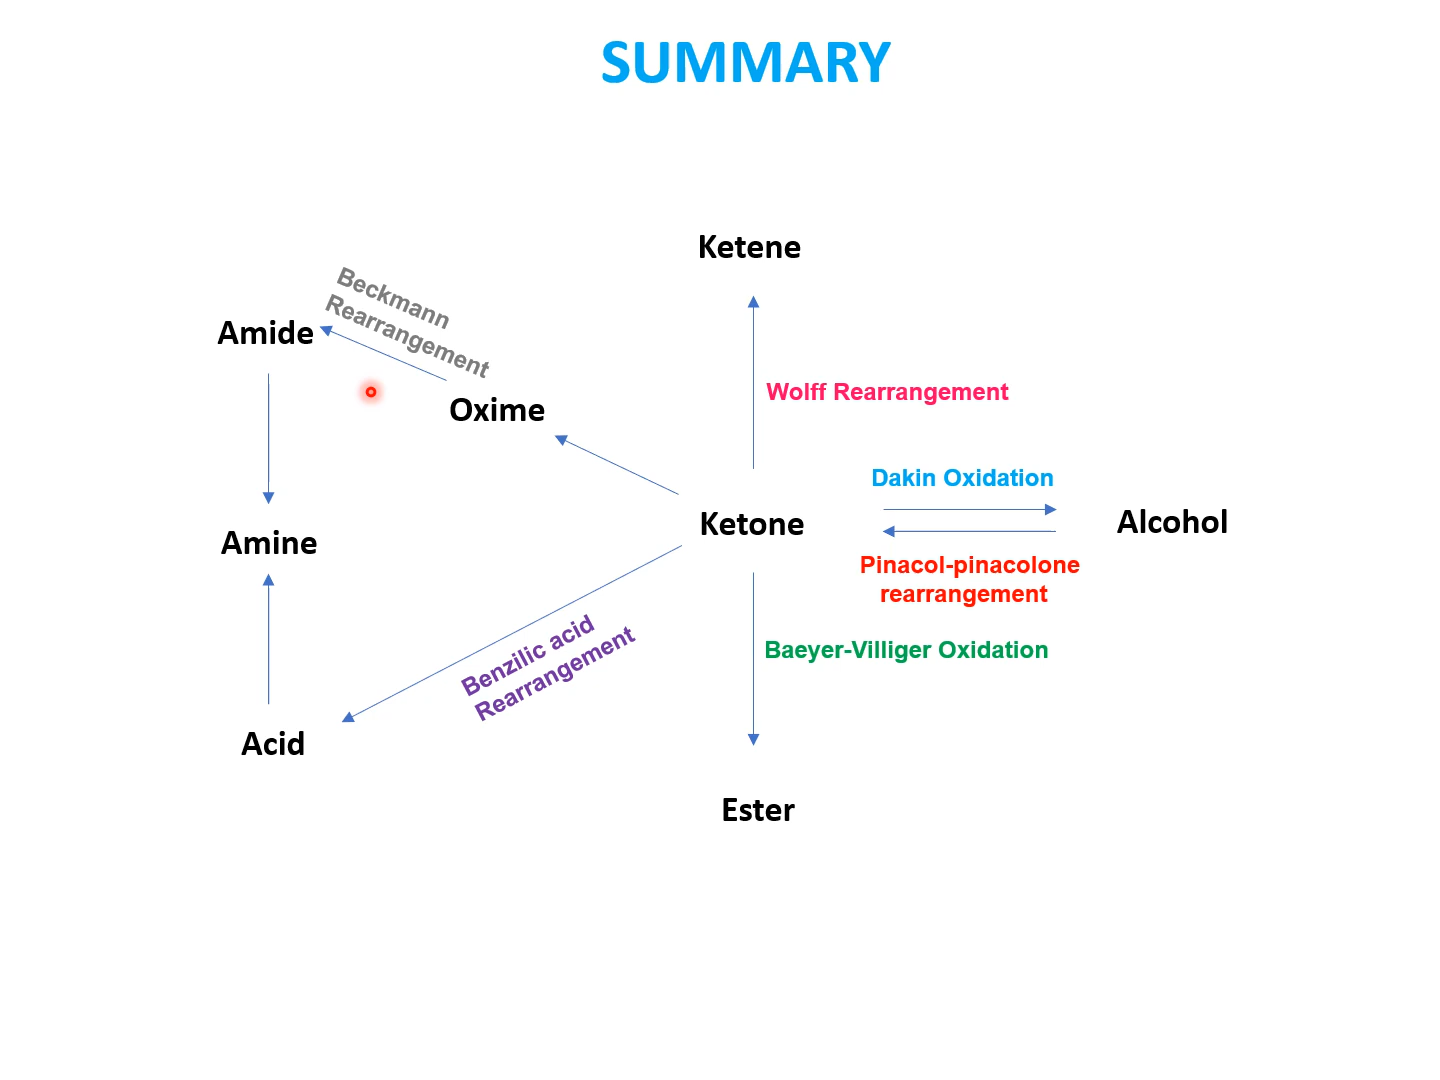 SUMMARY
Ketene
Beckmann
Rearrangement
Amide
Wolff Rearrangement
Oxime
Dakin Oxidation
Ketone
Alcohol
Amine
Pinacol-pinacolone
rearrangement
Benzilic acid
Rearrangement
Baeyer-Villiger Oxidation
Acid
Ester